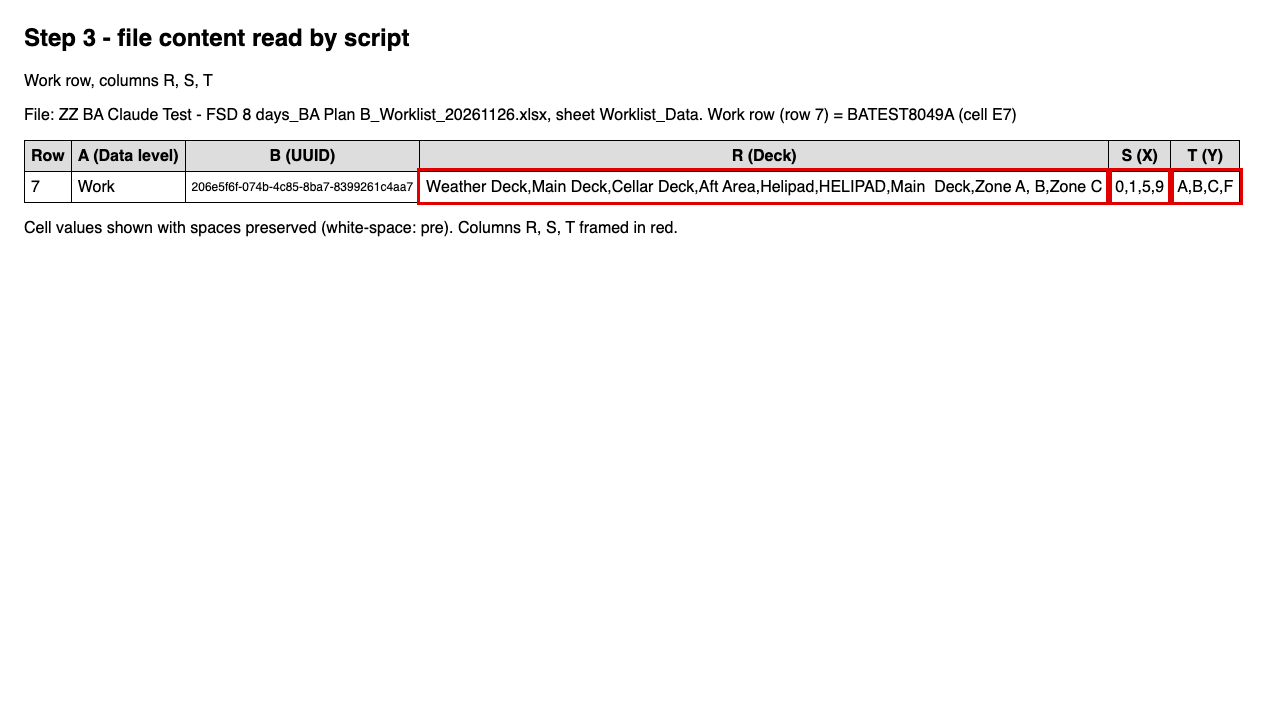 Step 3 - file content read by script
Work row, columns R, S, T
File: ZZ BA Claude Test - FSD 8 days_BA Plan B_Worklist_20261126.xlsx, sheet Worklist_Data. Work row (row 7) = BATEST8049A (cell E7)
Row A (Data level) B (UUID) R (Deck) S (X) T (Y)
7 Work 206e5f6f-074b-4c85-8ba7-8399261c4aa7 Weather Deck,Main Deck,Cellar Deck,Aft Area,Helipad,HELIPAD,Main  Deck,Zone A, B,Zone C 0,1,5,9 A,B,C,F
Cell values shown with spaces preserved (white-space: pre). Columns R, S, T framed in red.